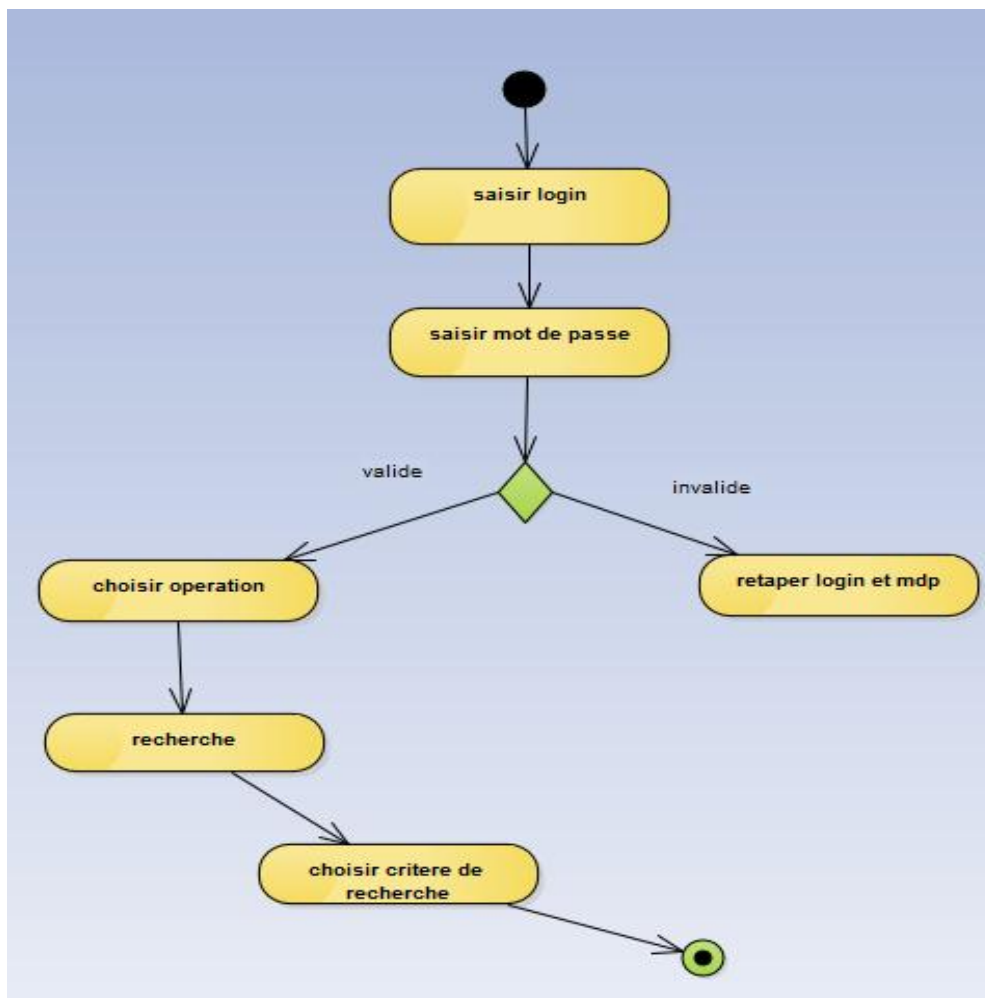 saisir login
saisir mot de passe
valide
invalide
choisir operation
retaper login et mdp
recherche
choisir critere de
recherche